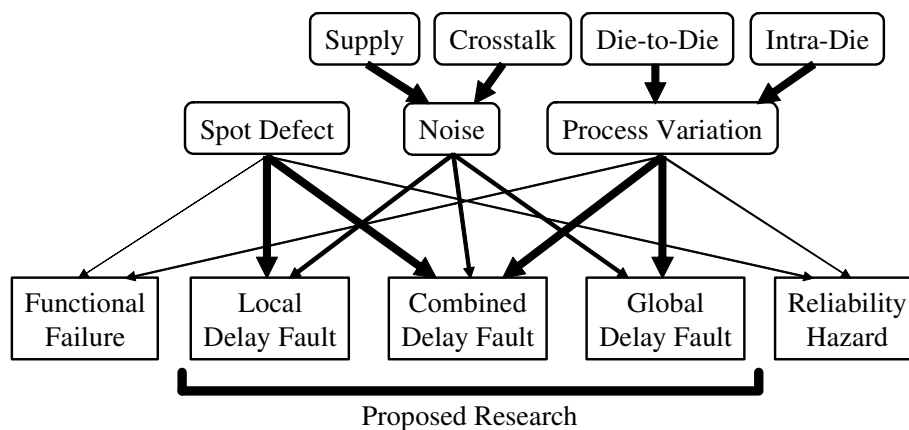 Supply
Crosstalk
Die-to-Die
Intra-Die
Spot Defect
Noise
Process Variation
Functional
Failure
Local
Delay Fault
Combined
Delay Fault
Global
Delay Fault
Reliability
Hazard
Proposed Research